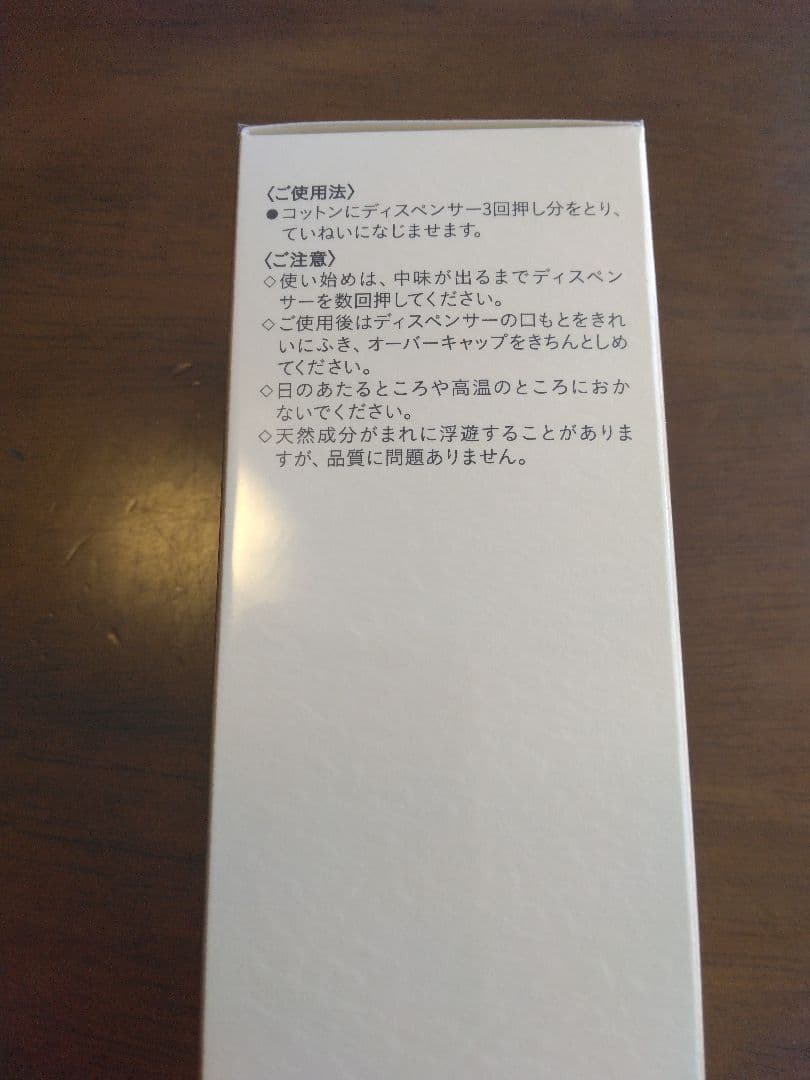 〈ご使用法〉
●コットンにディスペンサー3回押し分をとり、
ていねいになじませます。
〈ご注意〉
◇使い始めは、中味が出るまでディスペン
サーを数回押してください。
◇ご使用後はディスペンサーの口もとをきれ
いにふき、オーバーキャップをきちんとしめ
てください。
◇日のあたるところや高温のところにおか
ないでください。
◇天然成分がまれに浮遊することがありま
すが、品質に問題ありません。